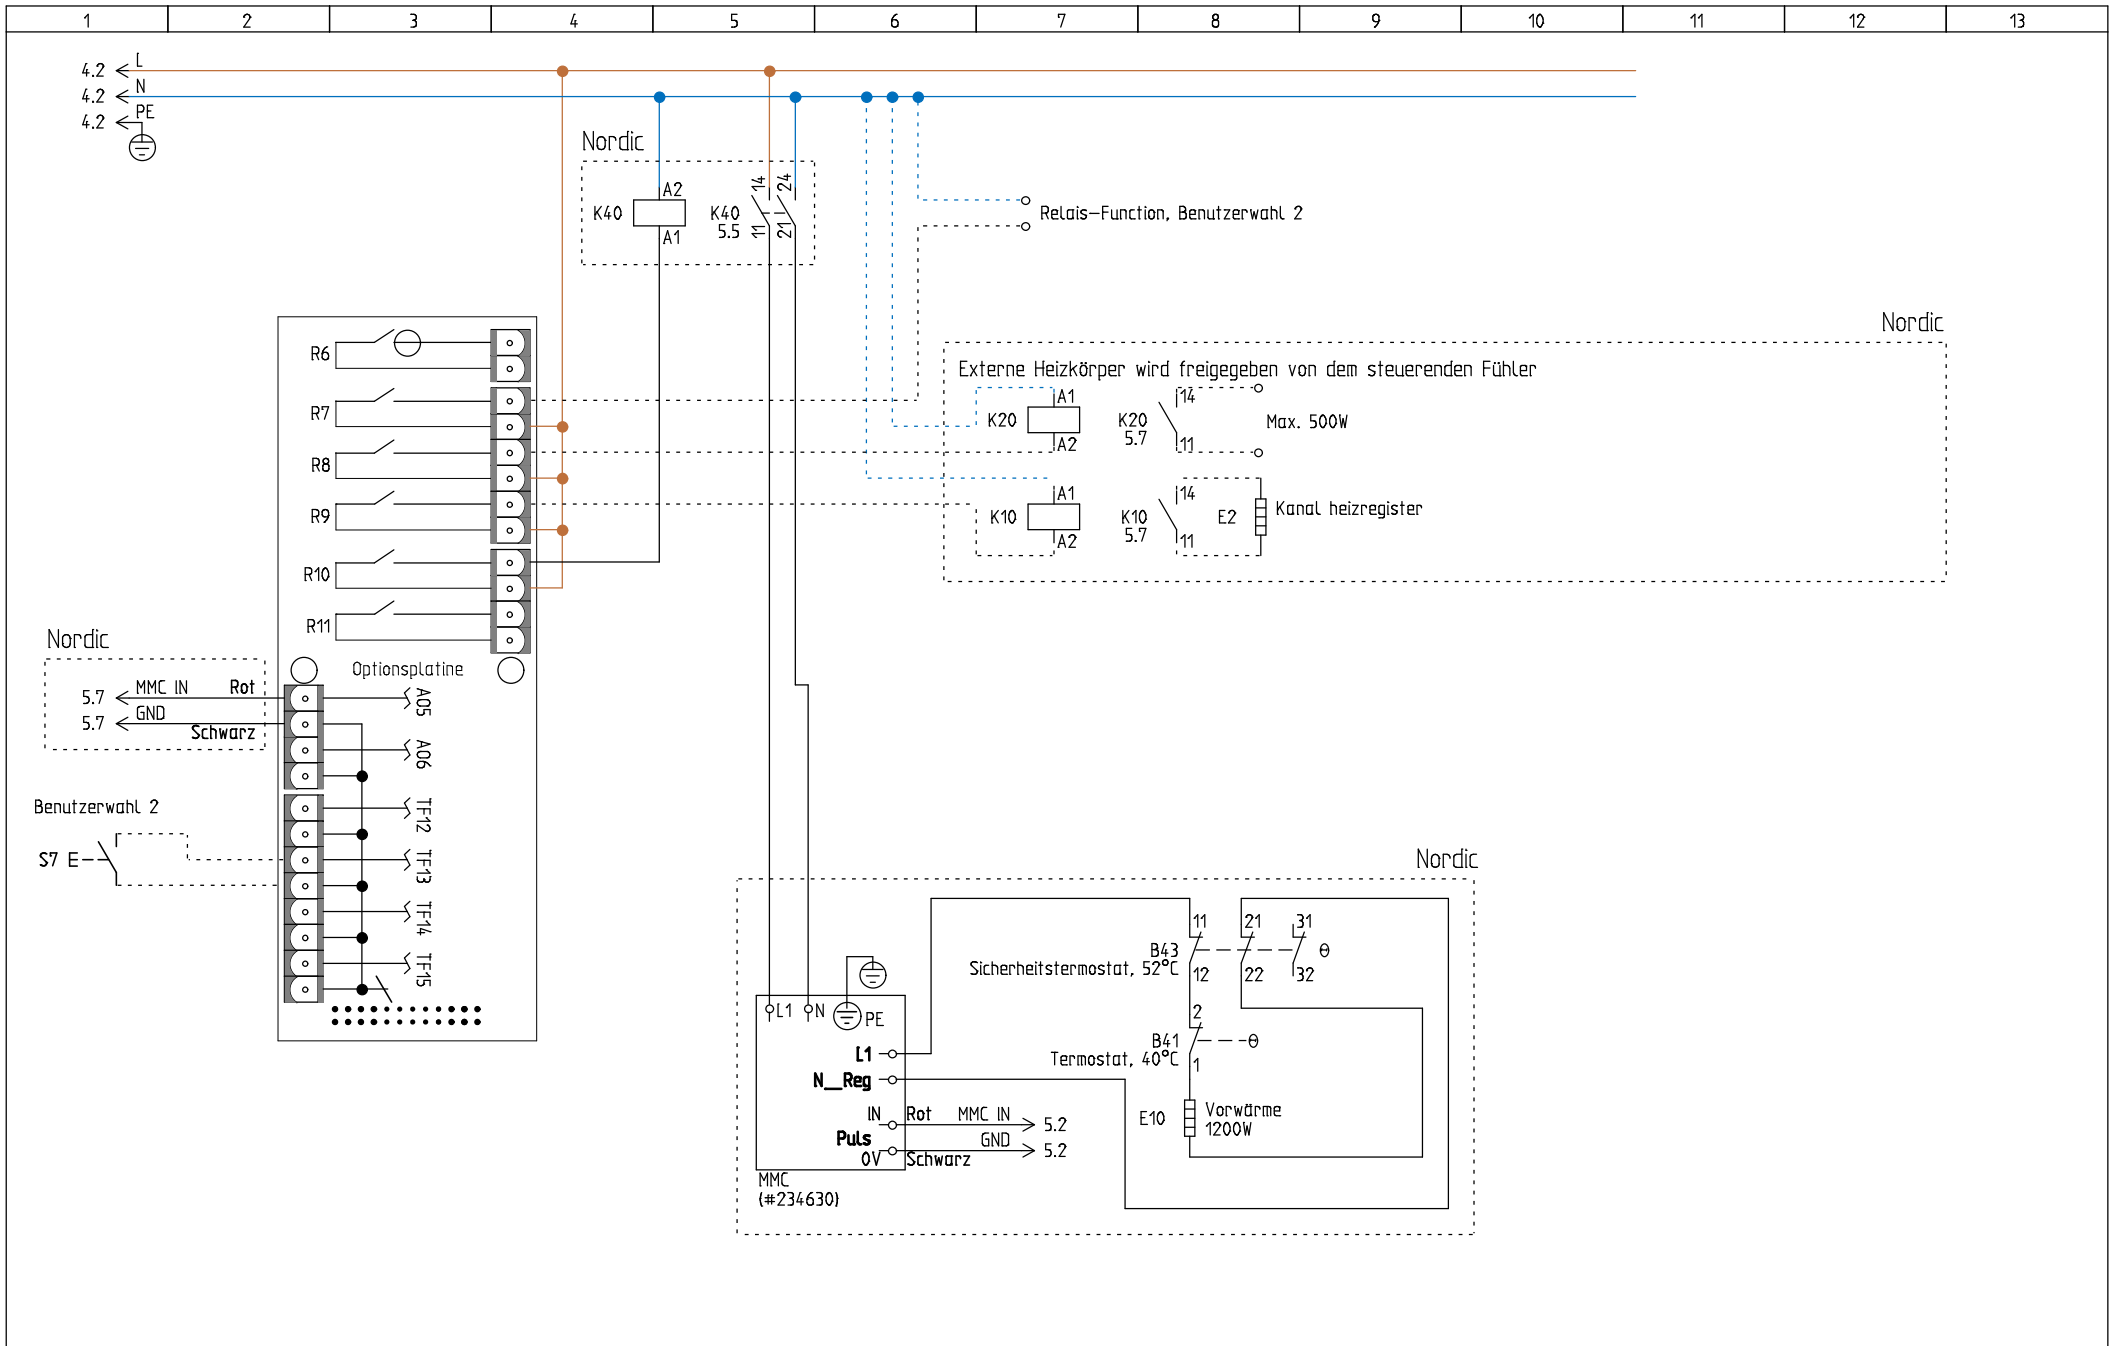 1 2 3 4 5 6 7 8 9 10 11 12 13
4.2 L
4.2 N
4.2 PE
Nordic
K40 A2 A1
K40 5.5 14 11 24 21
Relais-Function, Benutzerwahl 2
Nordic
Externe Heizkörper wird freigegeben von dem steuerenden Fühler
K20 A1 A2
K20 5.7 14 11
Max. 500W
K10 A1 A2
K10 5.7 14 11
E2 Kanal heizregister
R6
R7
R8
R9
R10
R11
Optionsplatine
Nordic
5.7 MMC IN Rot
5.7 GND
Schwarz
A05
A06
TF12
TF13
TF14
TF15
Benutzerwahl 2
S7 E
Nordic
11 21 31
B43
Sicherheitstermostat, 52°C
12 22 32
θ
2
B41
Termostat, 40°C
1
θ
E10 Vorwärme
1200W
L1 N PE
L1
N_Reg
IN Rot MMC IN 5.2
Puls
GND 5.2
0V Schwarz
MMC
(#234630)